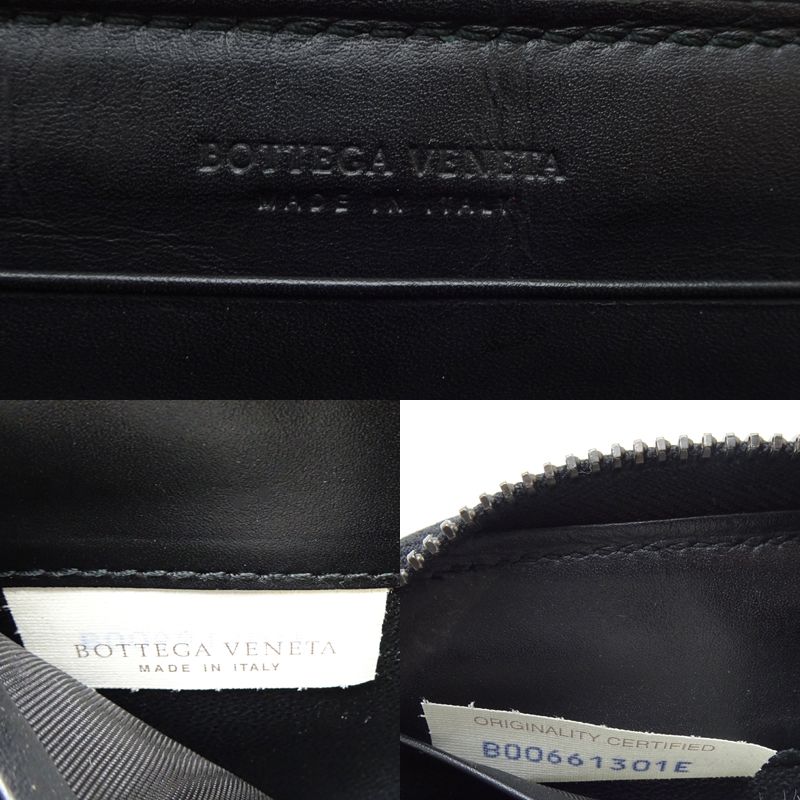 BOTTEGA VENETA
MADE IN ITALY
BOTTEGA VENETA
MADE IN ITALY
ORIGINALITY CERTIFIED
B00661301E